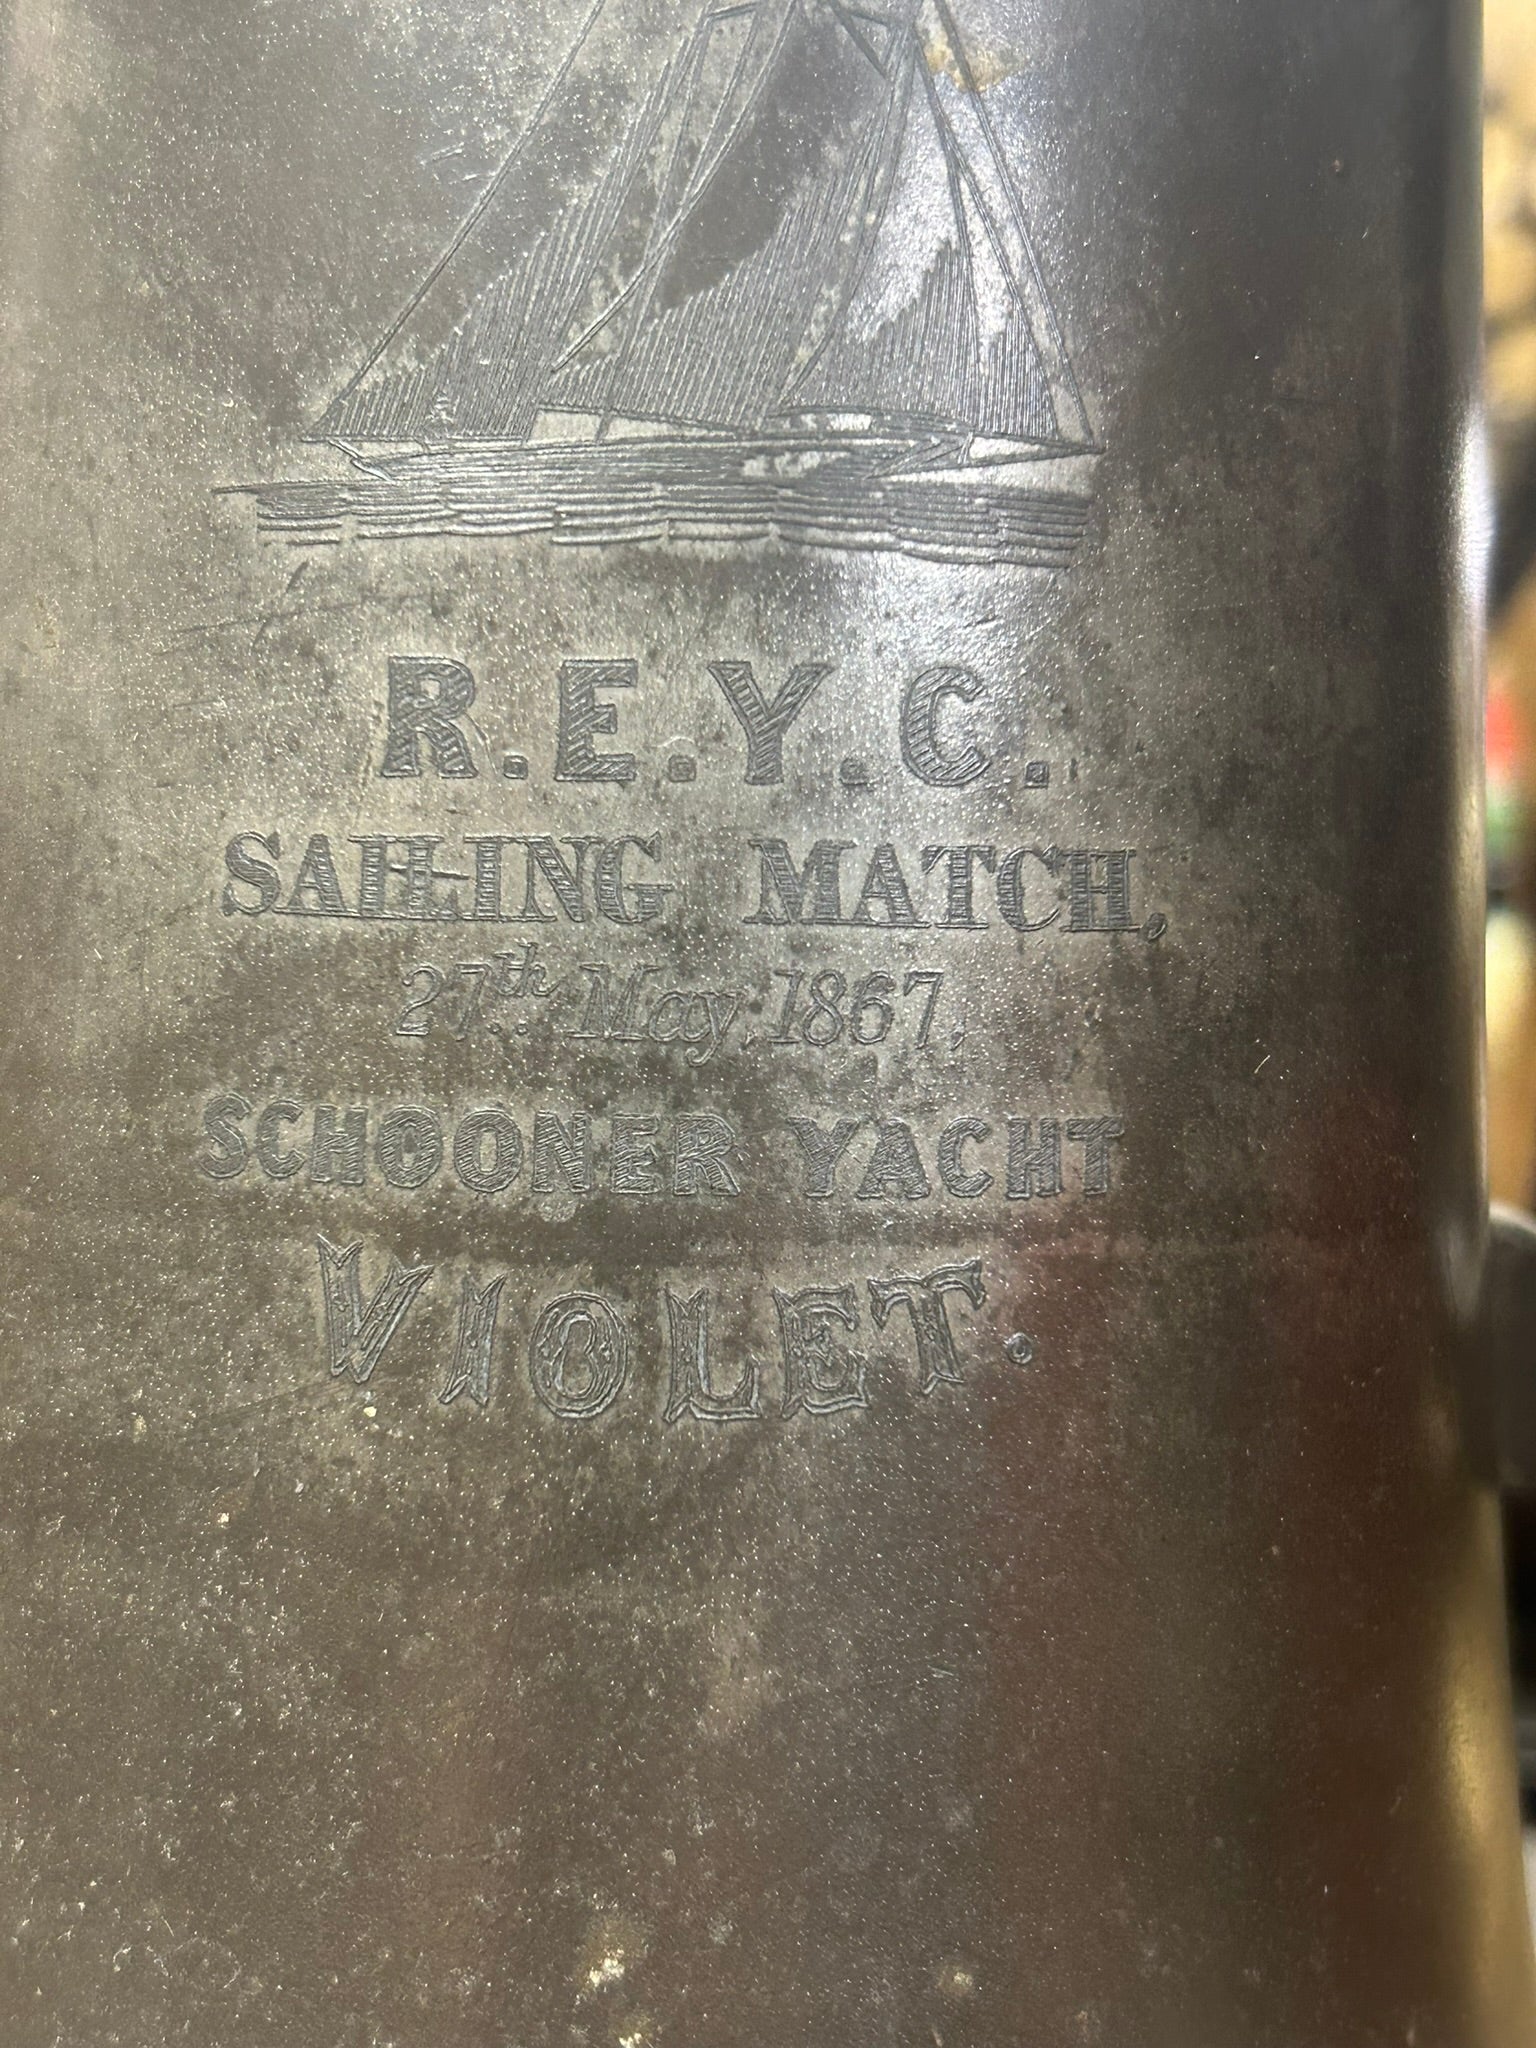 R.E.Y.C.
SAILING MATCH,
27th May, 1867,
SCHOONER YACHT
VIOLET.